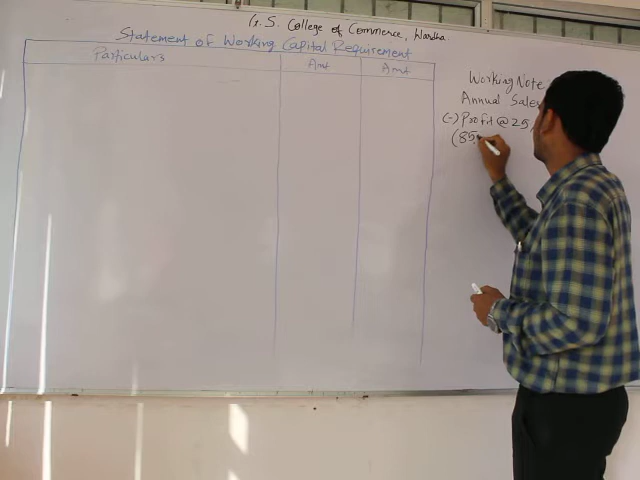 G.S. College of Commerce, Wardha.
Statement of Working Capital Requirement
Particulars Amt Amt
Working Note
Annual Sales
(-) Profit @ 25
(85